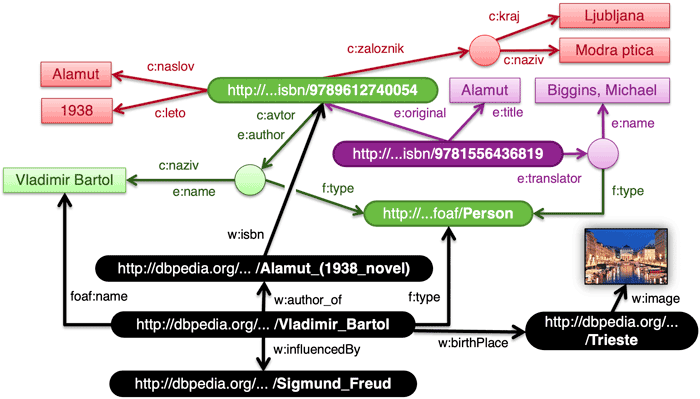 c:kraj
Ljubljana
c:zaloznik
c:naziv
Modra ptica
Alamut
c:naslov
http://...isbn/9789612740054
Alamut
Biggins, Michael
1938
c:leto
c:avtor
e:original
e:title
e:name
e:author
http://...isbn/9781556436819
c:naziv
Vladimir Bartol
e:translator
e:name
f:type
f:type
http://...foaf/Person
w:isbn
http://dbpedia.org/... /Alamut_(1938_novel)
foaf:name
w:author_of
f:type
w:image
http://dbpedia.org/... /Vladimir_Bartol
http://dbpedia.org/...
/Trieste
w:influencedBy
w:birthPlace
http://dbpedia.org/... /Sigmund_Freud